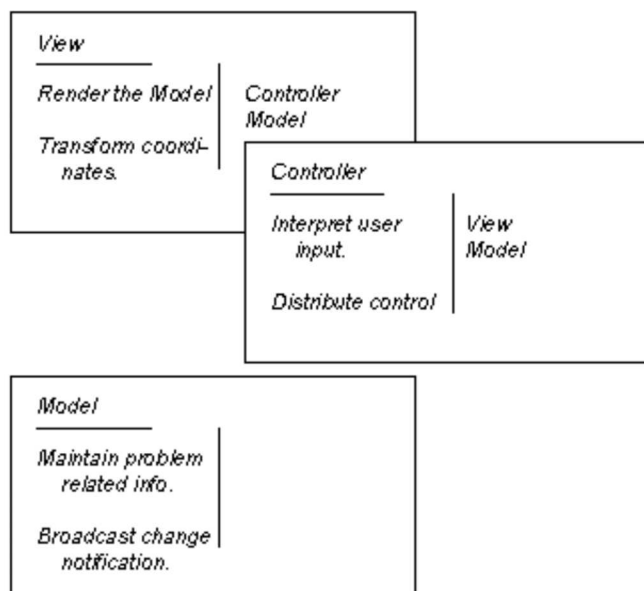 View
Render the Model
Transform coordi-
nates.
Controller
Model
Controller
Interpret user
input.
Distribute control
View
Model
Model
Maintain problem
related info.
Broadcast change
notification.